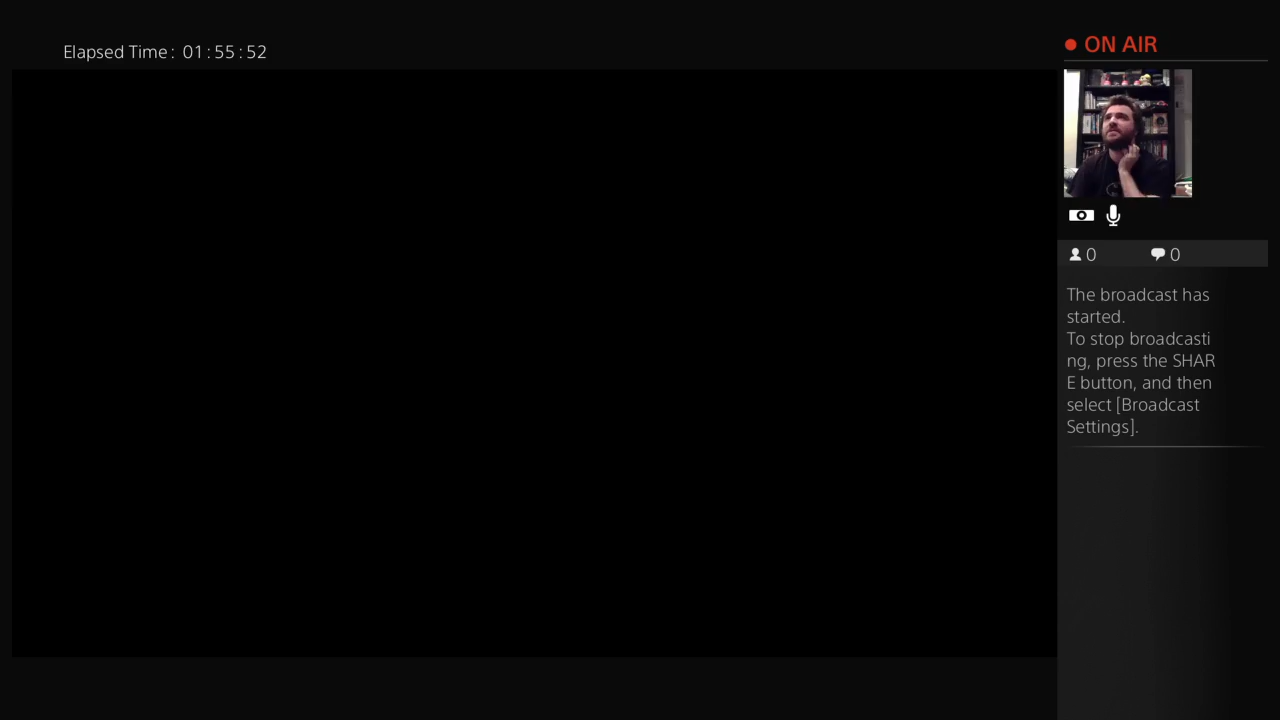 Elapsed Time: 01:55:52
ON AIR
0 0
The broadcast has
started.
To stop broadcasti
ng, press the SHAR
E button, and then
select [Broadcast
Settings].